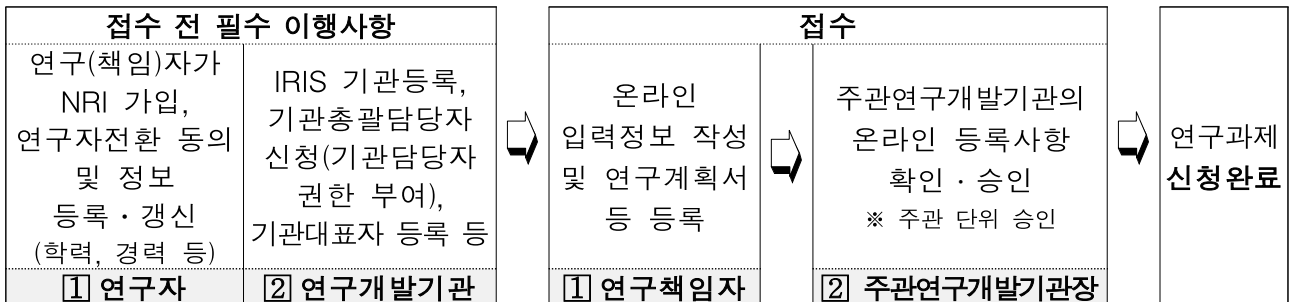 접수 전 필수 이행사항
연구(책임)자가
NRI 가입,
연구자전환 동의
및 정보
등록·갱신
(학력, 경력 등)
1 연구자
IRIS 기관등록,
기관총괄담당자
신청(기관담당자
권한 부여),
기관대표자 등록 등
2 연구개발기관
접수
온라인
입력정보 작성
및 연구계획서
등 등록
1 연구책임자
주관연구개발기관의
온라인 등록사항
확인·승인
※ 주관 단위 승인
2 주관연구개발기관장
연구과제
신청완료